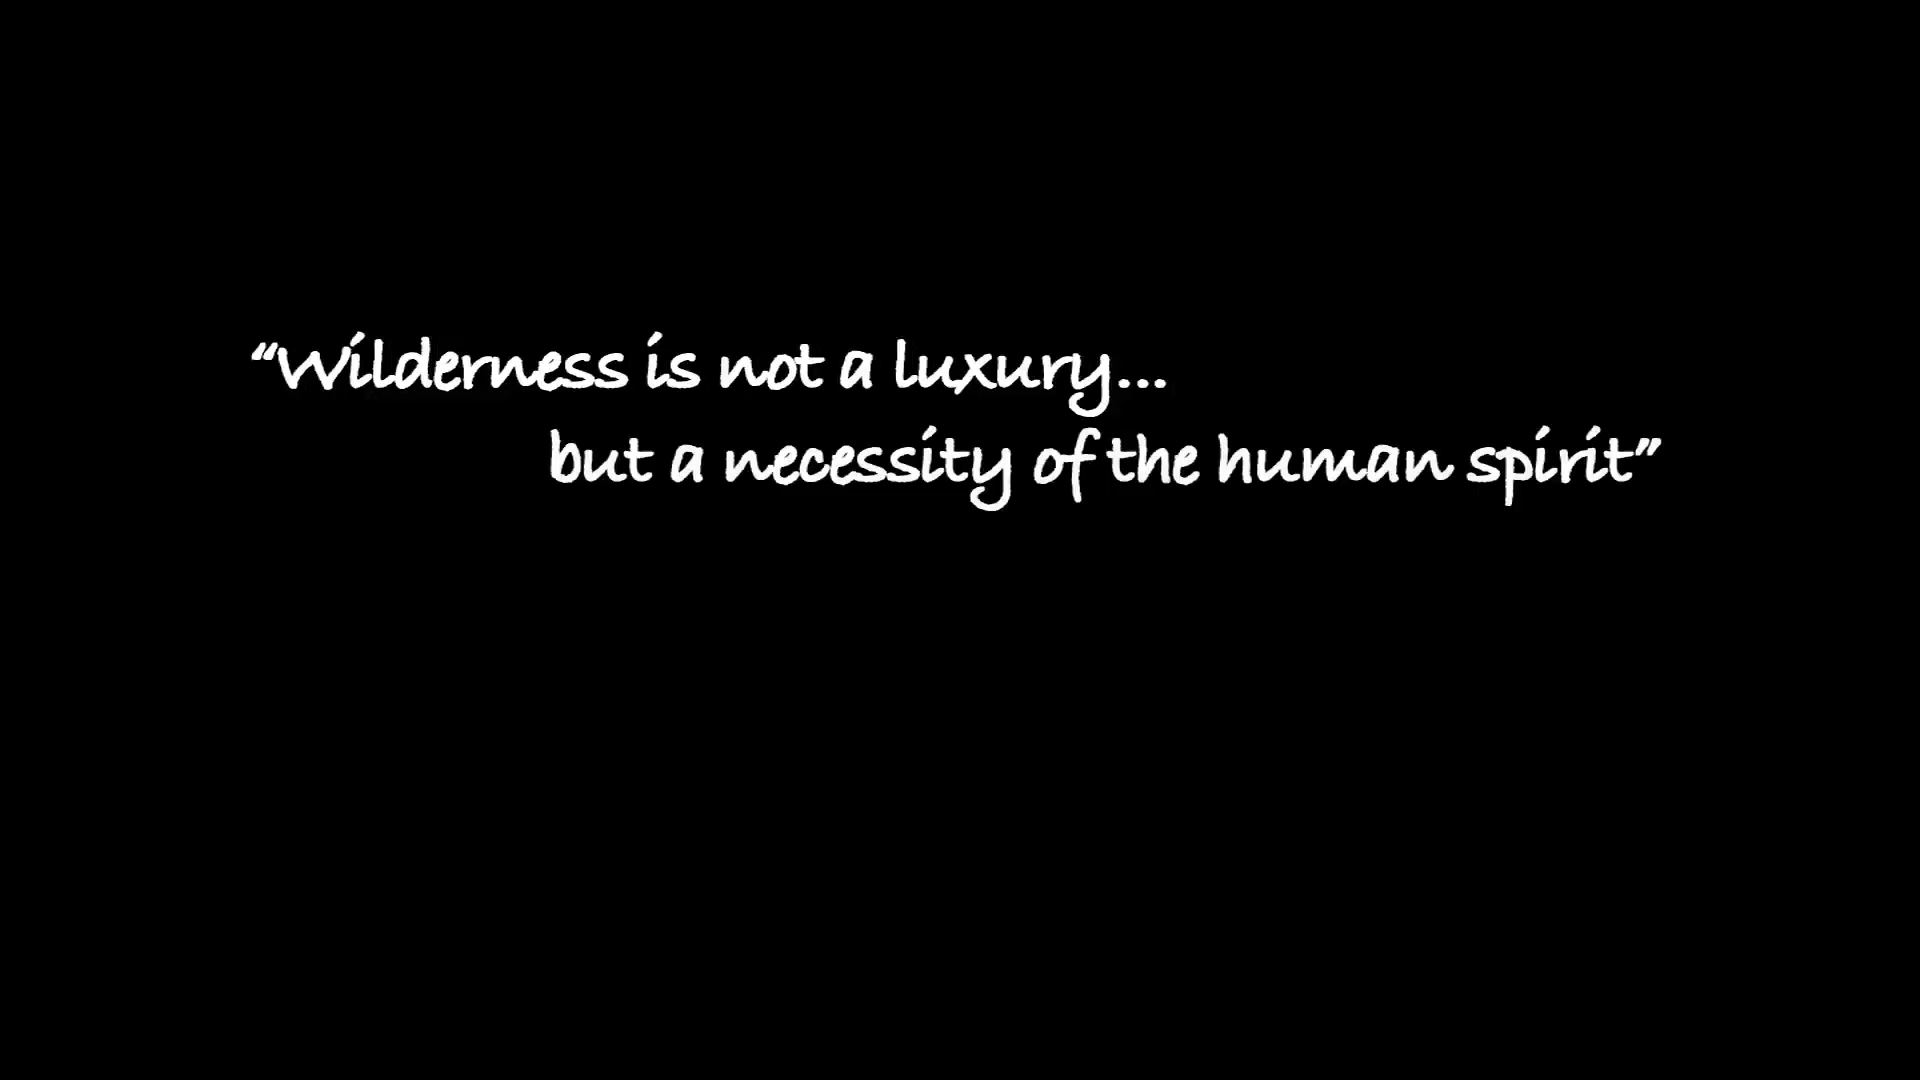 “Wilderness is not a luxury...
but a necessity of the human spirit”